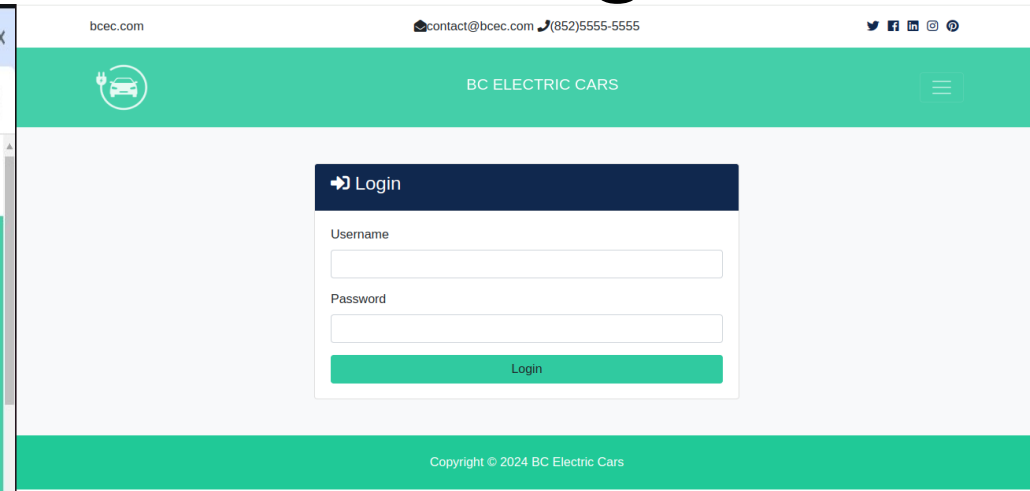 bcec.com
contact@bcec.com (852)5555-5555
BC ELECTRIC CARS
Login
Username
Password
Login
Copyright © 2024 BC Electric Cars